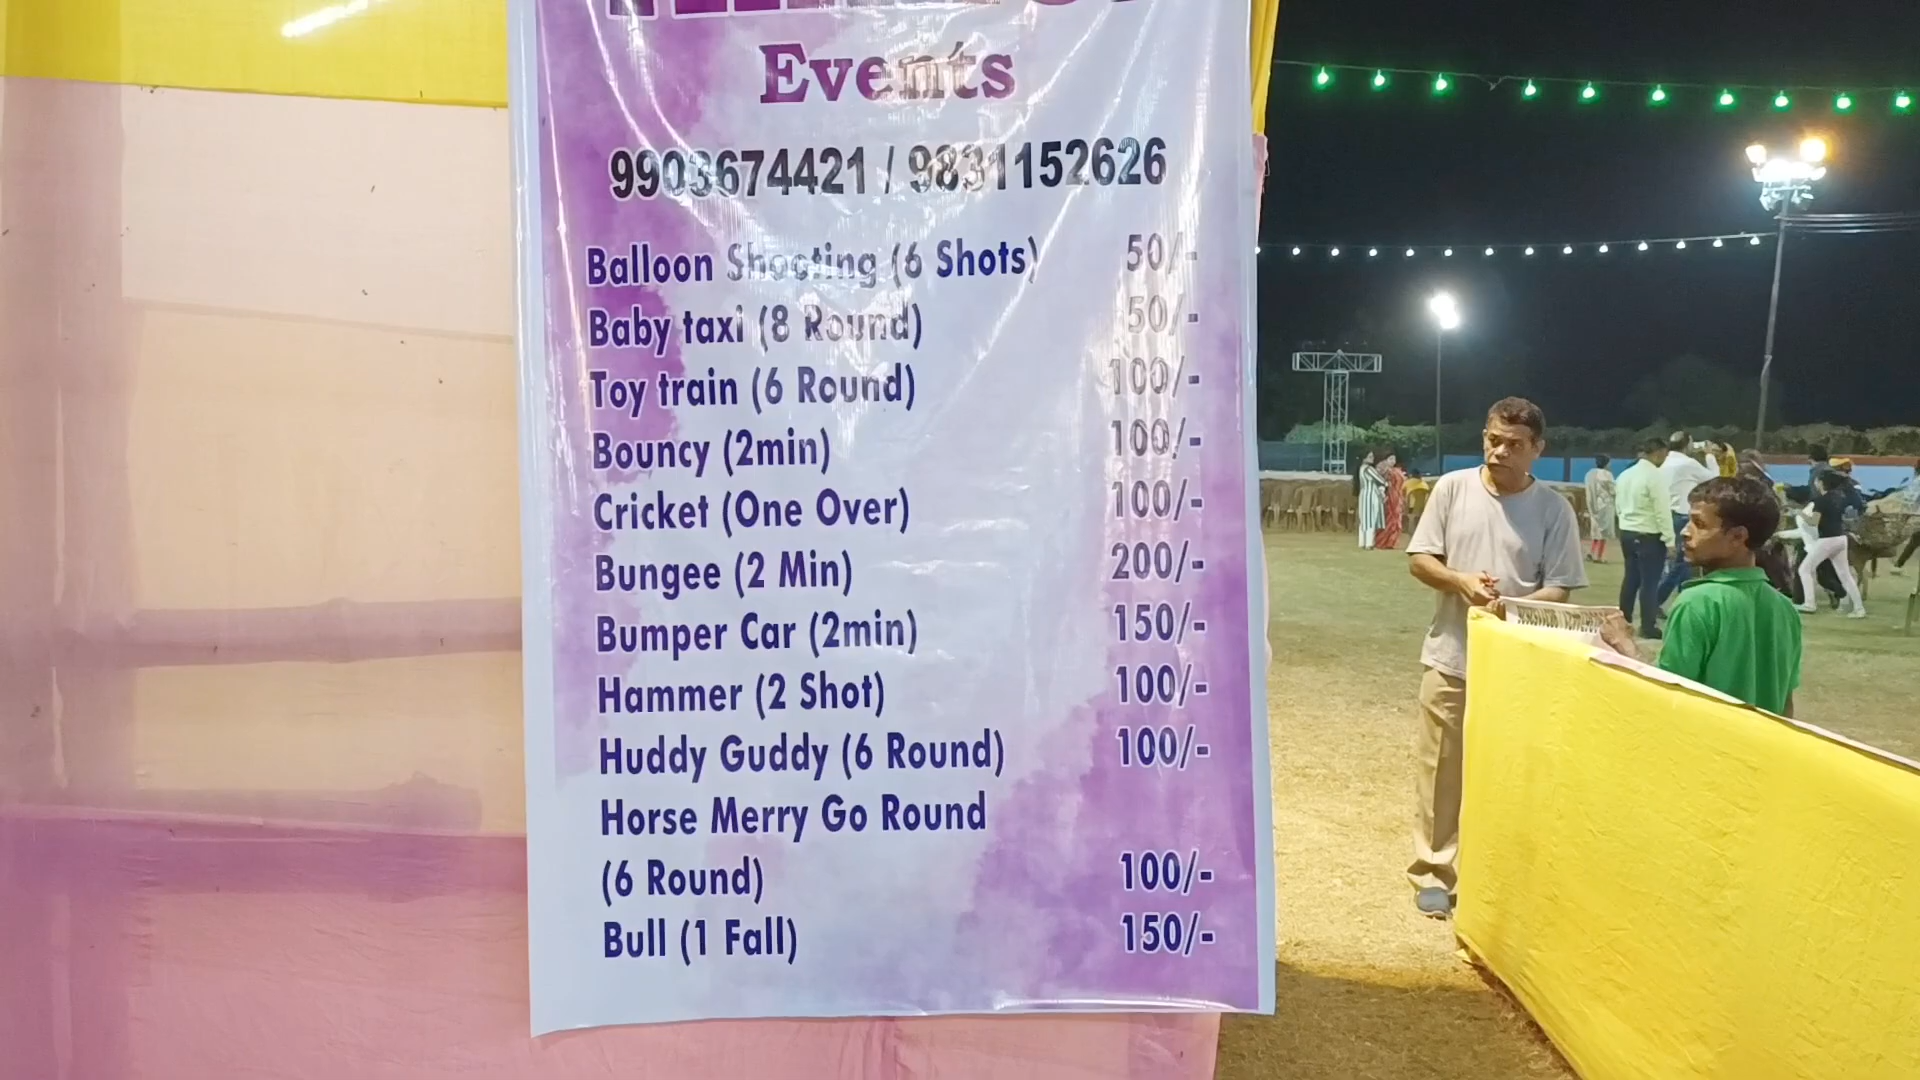 Events
9903674421 / 9831152626
Balloon Shooting (6 Shots) 50/-
Baby taxi (8 Round) 50/-
Toy train (6 Round) 100/-
Bouncy (2min) 100/-
Cricket (One Over) 100/-
Bungee (2 Min) 200/-
Bumper Car (2min) 150/-
Hammer (2 Shot) 100/-
Huddy Guddy (6 Round) 100/-
Horse Merry Go Round
(6 Round) 100/-
Bull (1 Fall) 150/-